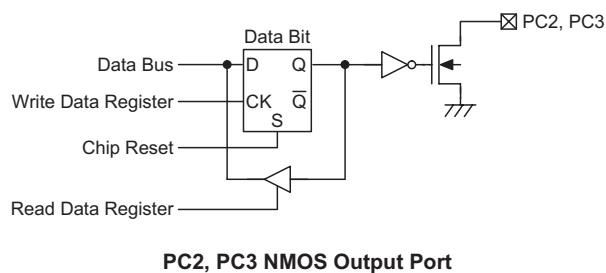 Data Bit
PC2, PC3
Data Bus
D Q
Write Data Register
CK Q̅
S
Chip Reset
Read Data Register
PC2, PC3 NMOS Output Port